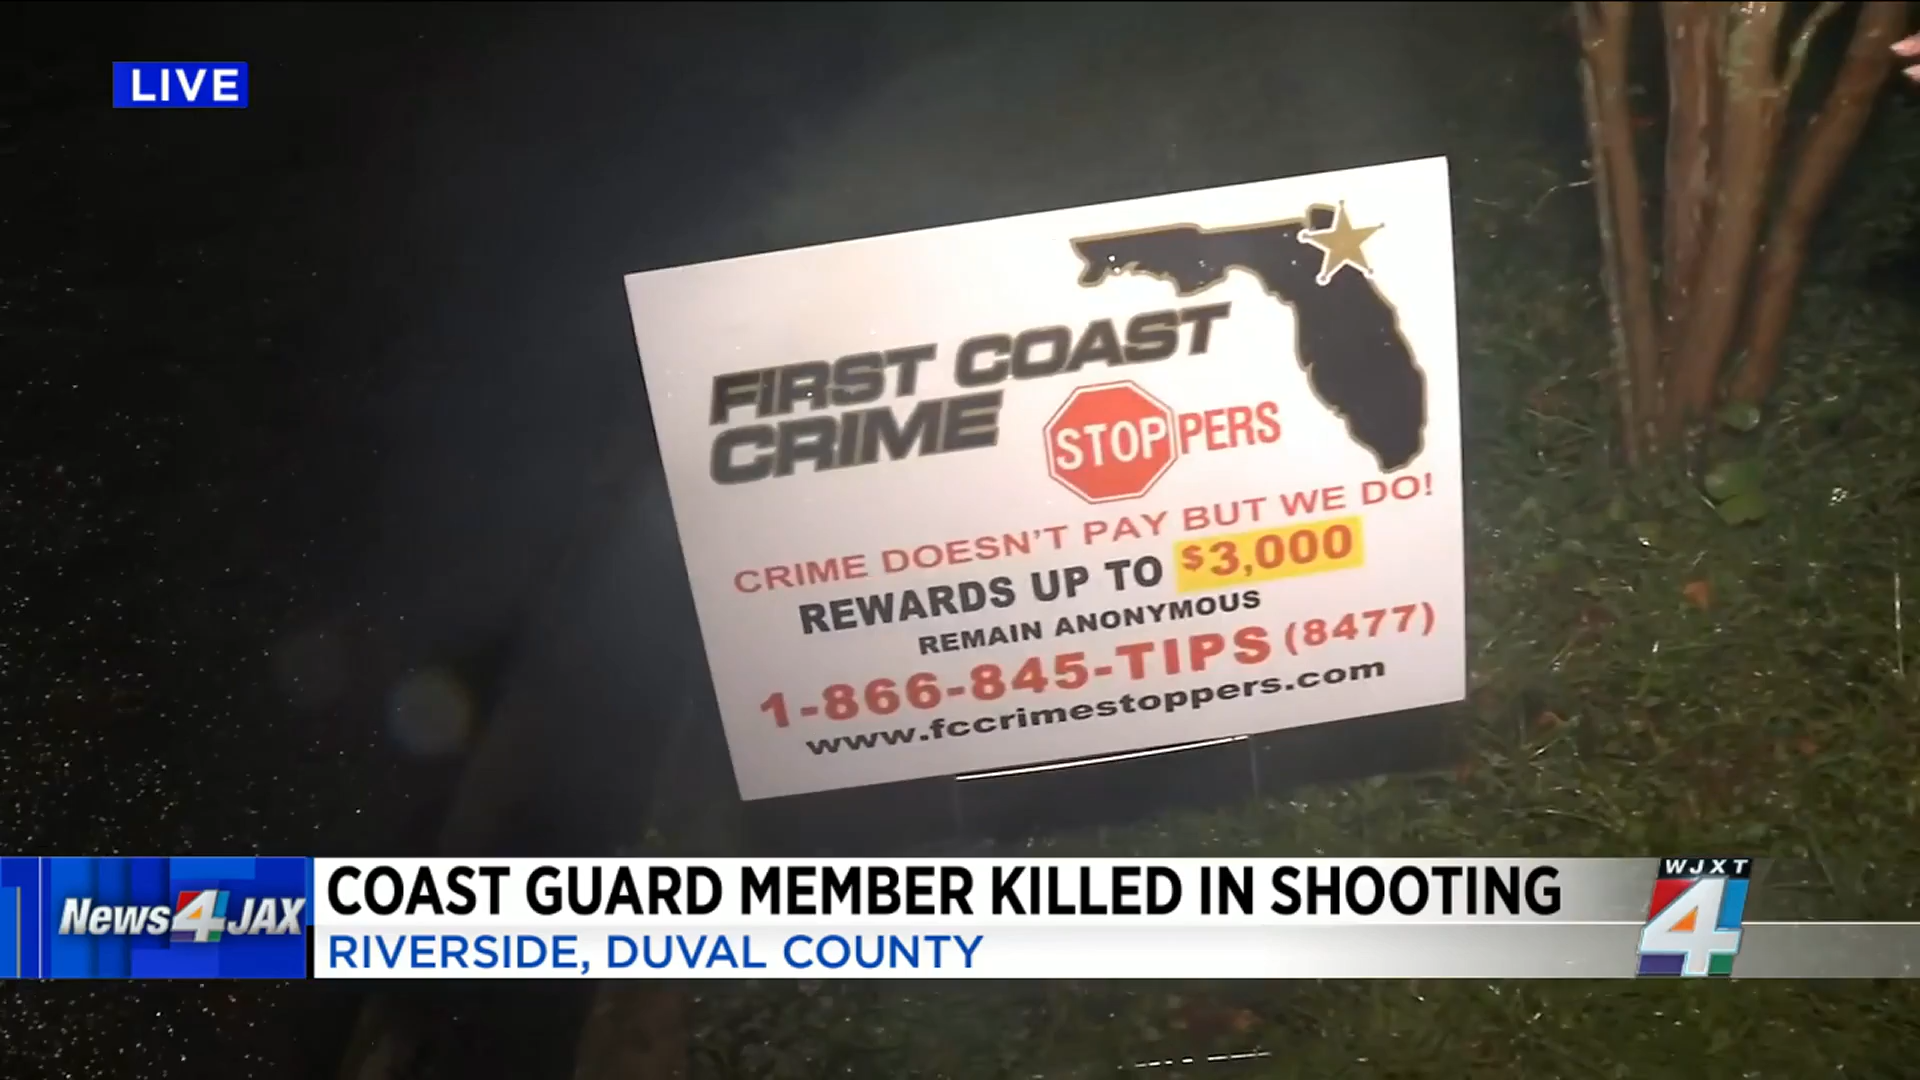 LIVE
FIRST COAST
CRIME STOPPERS
CRIME DOESN'T PAY BUT WE DO!
REWARDS UP TO $3,000
REMAIN ANONYMOUS
1-866-845-TIPS (8477)
www.fccrimestoppers.com
News4JAX
COAST GUARD MEMBER KILLED IN SHOOTING
RIVERSIDE, DUVAL COUNTY
WJXT
4